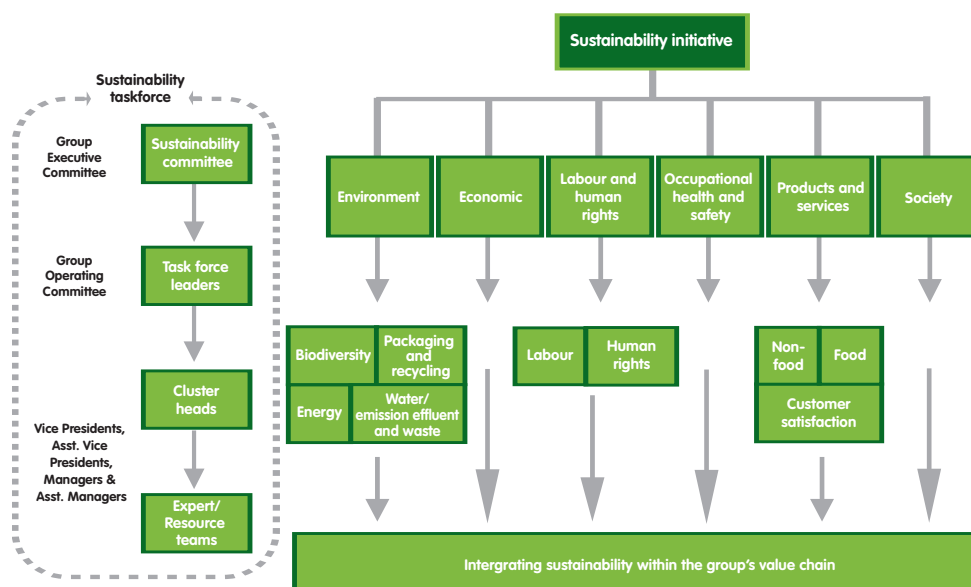 Sustainability
taskforce
Group
Executive
Committee
Sustainability
committee
Group
Operating
Committee
Task force
leaders
Cluster
heads
Vice Presidents,
Asst. Vice
Presidents,
Managers &
Asst. Managers
Expert/
Resource
teams
Sustainability initiative
Environment
Economic
Labour and
human
rights
Occupational
health and
safety
Products and
services
Society
Biodiversity
Packaging
and
recycling
Energy
Water/
emission effluent
and waste
Labour
Human
rights
Non-
food
Food
Customer
satisfaction
Intergrating sustainability within the group's value chain